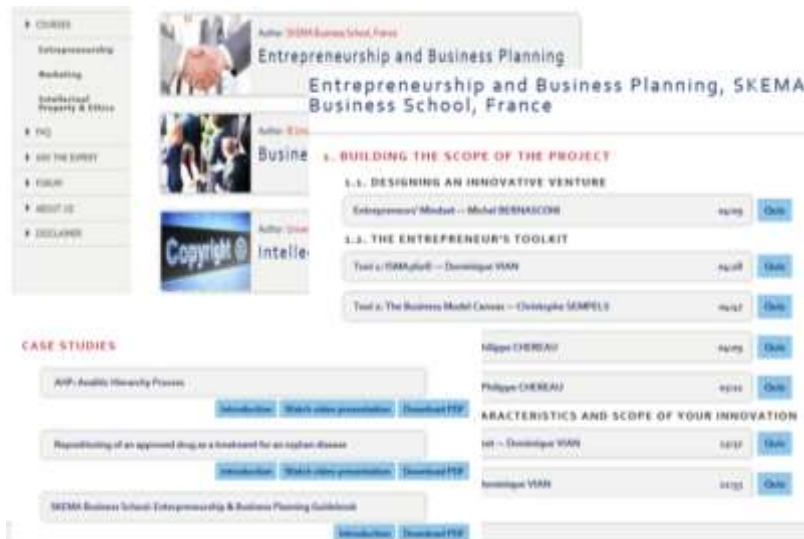 COURSES
Entrepreneurship
Marketing
Intellectual
Property & Ethics
FAQ
ASK THE EXPERT
FORUM
ABOUT US
DISCLAIMER
Author: SKEMA Business School, France
Entrepreneurship and Business Planning
Author:
Busine
Copyright ©
Author:
Intelle
Entrepreneurship and Business Planning, SKEMA
Business School, France
1. BUILDING THE SCOPE OF THE PROJECT
1.1. DESIGNING AN INNOVATIVE VENTURE
Entrepreneurs' Mindset — Michel BERNASCONI
Quiz
1.2. THE ENTREPRENEUR'S TOOLKIT
Tool 1: ISMA360® — Dominique VIAN
Quiz
Tool 2: The Business Model Canvas — Christophe SEMPELS
Quiz
hilippe CHEREAU
Quiz
Philippe CHEREAU
Quiz
ARACTERISTICS AND SCOPE OF YOUR INNOVATION
— Dominique VIAN
Quiz
Dominique VIAN
Quiz
CASE STUDIES
AHP: Analytic Hierarchy Process
Introduction Watch video presentation Download PDF
Repositioning of an approved drug as a treatment for an orphan disease
Introduction Watch video presentation Download PDF
SKEMA Business School: Entrepreneurship & Business Planning Guidebook
Introduction Download PDF